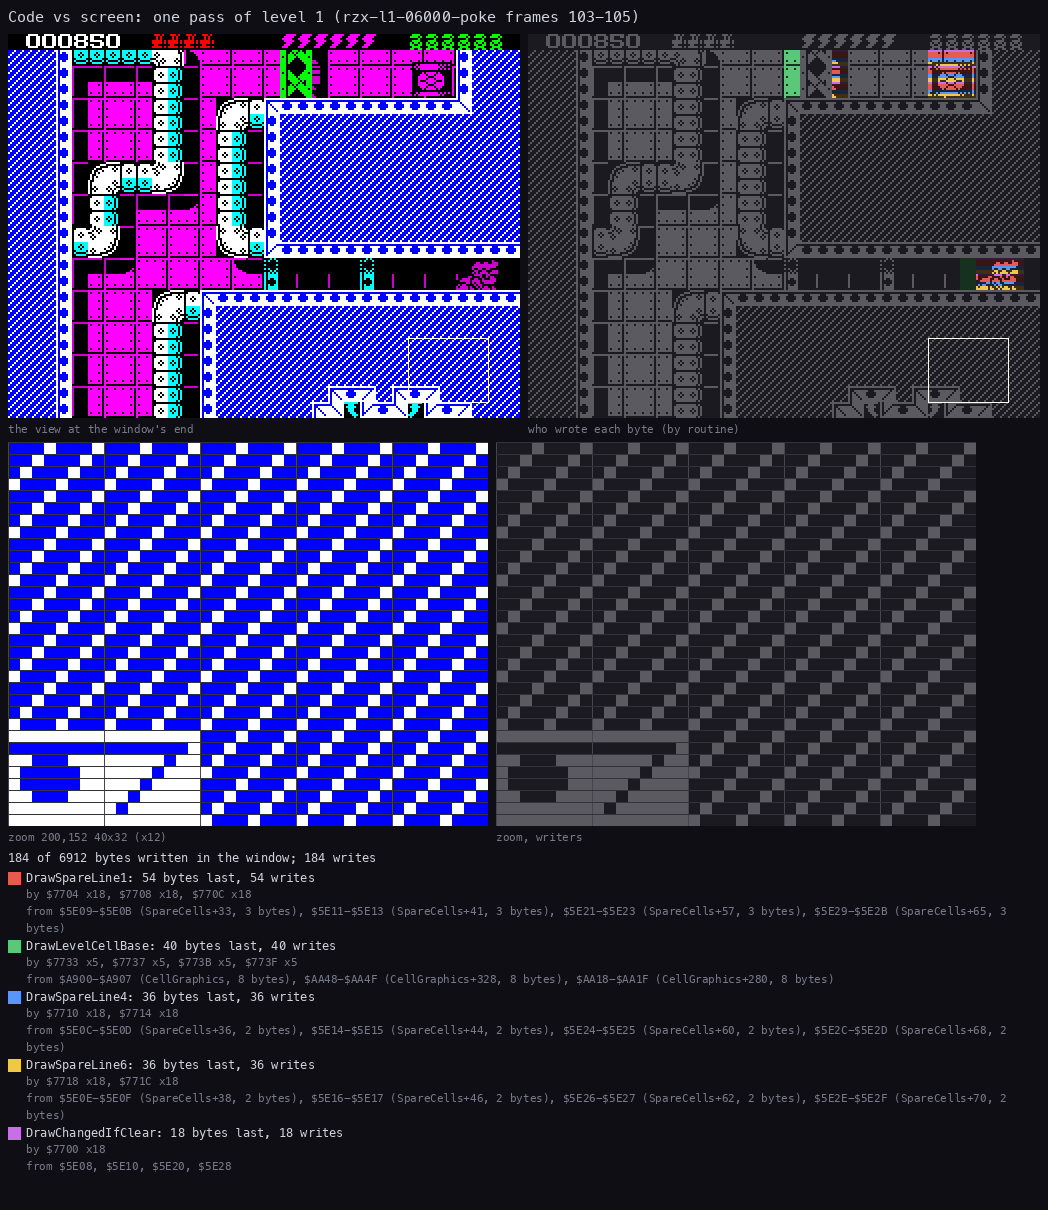 Code vs screen: one pass of level 1 (rzx-l1-06000-poke frames 103-105)
000850
000850
the view at the window's end
who wrote each byte (by routine)
zoom 200,152 40x32 (x12)
zoom, writers
184 of 6912 bytes written in the window; 184 writes
DrawSpareLine1: 54 bytes last, 54 writes
by $7704 x18, $7708 x18, $770C x18
from $5E09-$5E0B (SpareCells+33, 3 bytes), $5E11-$5E13 (SpareCells+41, 3 bytes), $5E21-$5E23 (SpareCells+57, 3 bytes), $5E29-$5E2B (SpareCells+65, 3
bytes)
DrawLevelCellBase: 40 bytes last, 40 writes
by $7733 x5, $7737 x5, $773B x5, $773F x5
from $A900-$A907 (CellGraphics, 8 bytes), $AA48-$AA4F (CellGraphics+328, 8 bytes), $AA18-$AA1F (CellGraphics+280, 8 bytes)
DrawSpareLine4: 36 bytes last, 36 writes
by $7710 x18, $7714 x18
from $5E0C-$5E0D (SpareCells+36, 2 bytes), $5E14-$5E15 (SpareCells+44, 2 bytes), $5E24-$5E25 (SpareCells+60, 2 bytes), $5E2C-$5E2D (SpareCells+68, 2
bytes)
DrawSpareLine6: 36 bytes last, 36 writes
by $7718 x18, $771C x18
from $5E0E-$5E0F (SpareCells+38, 2 bytes), $5E16-$5E17 (SpareCells+46, 2 bytes), $5E26-$5E27 (SpareCells+62, 2 bytes), $5E2E-$5E2F (SpareCells+70, 2
bytes)
DrawChangedIfClear: 18 bytes last, 18 writes
by $7700 x18
from $5E08, $5E10, $5E20, $5E28